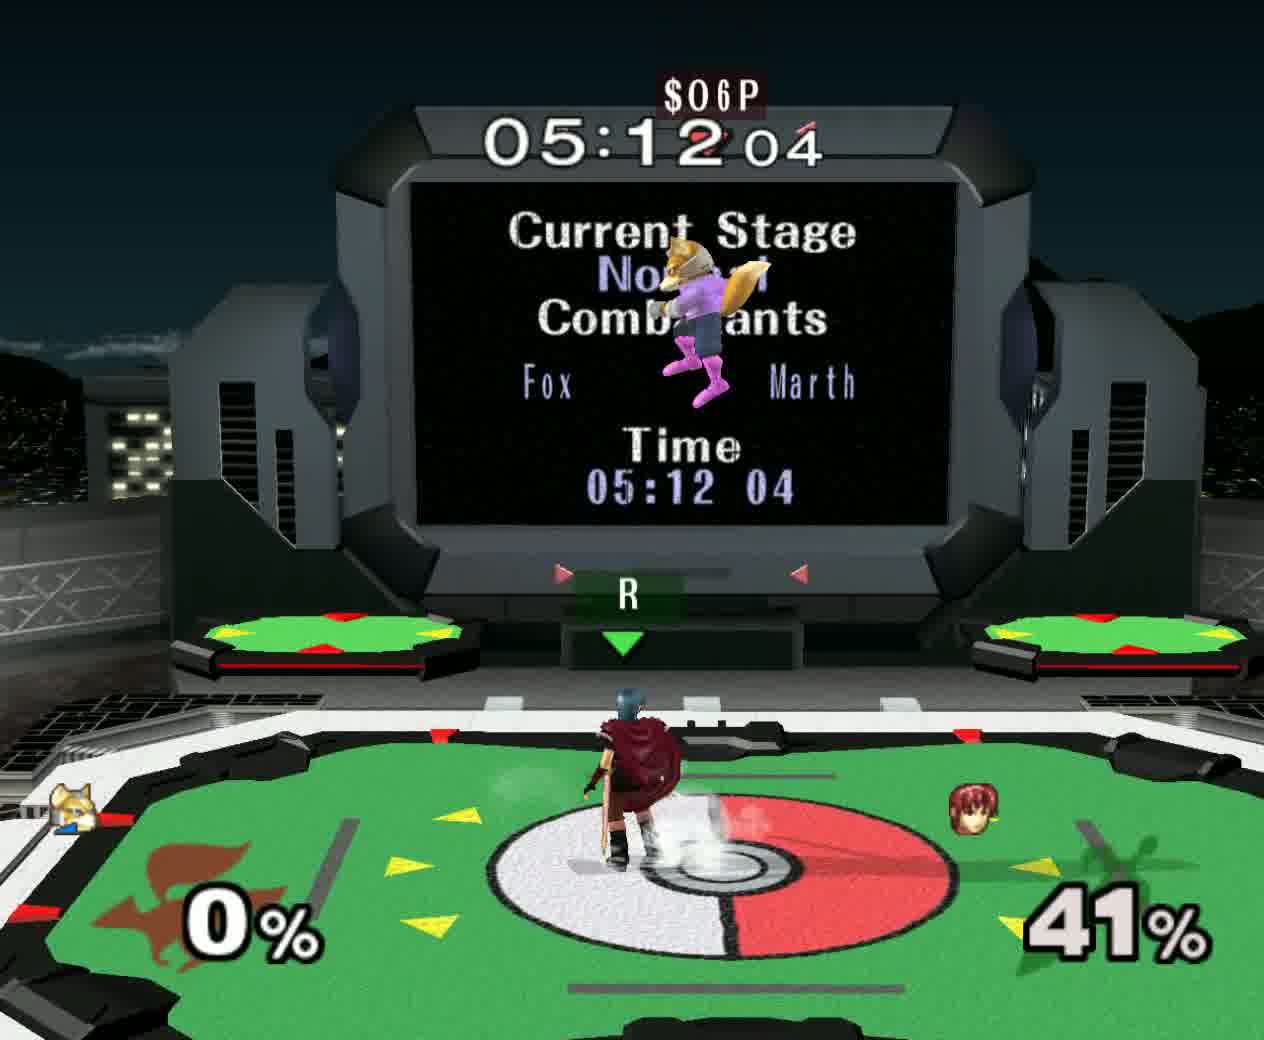 $06P
05:12 04
Current Stage
Combatants
Fox Marth
Time
05:12 04
R
0% 41%